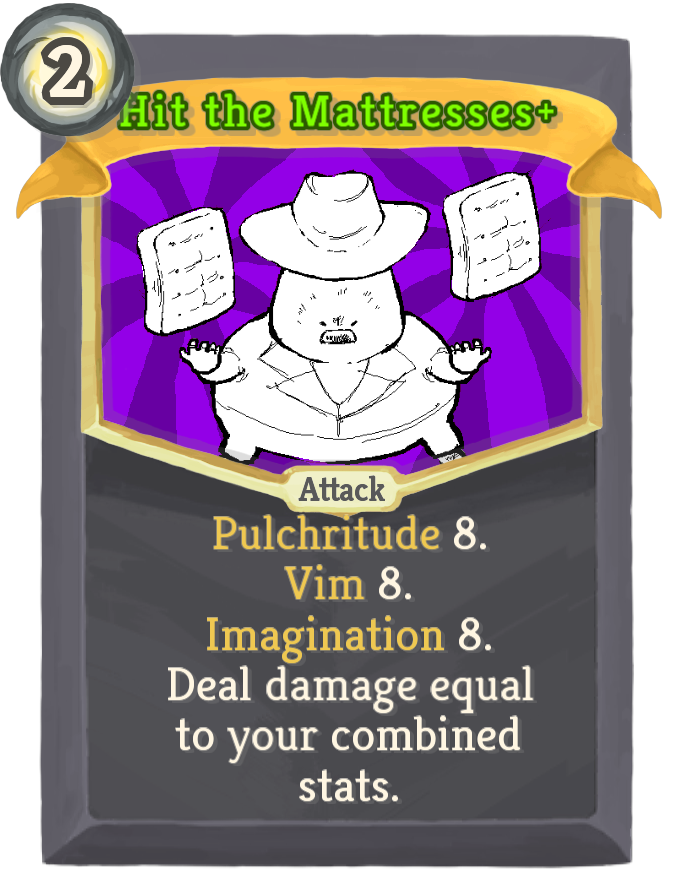 2
Hit the Mattresses+
Attack
Pulchritude 8.
Vim 8.
Imagination 8.
Deal damage equal
to your combined
stats.